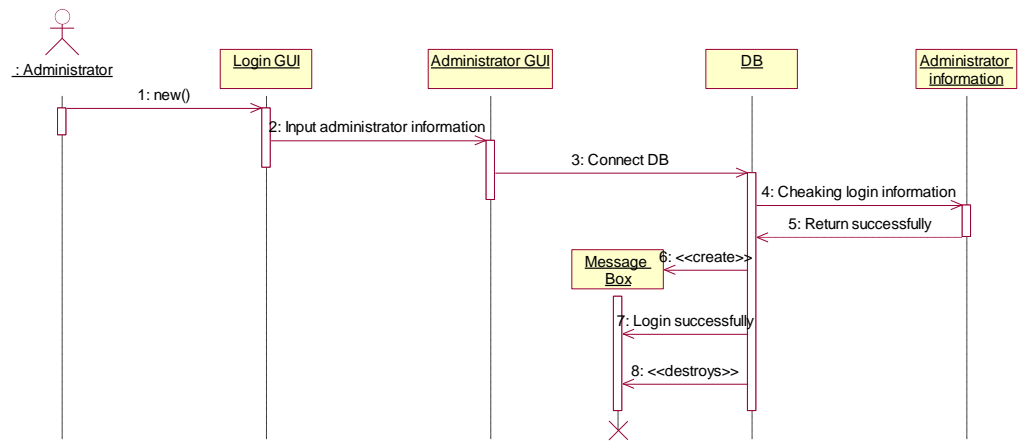 : Administrator
Login GUI
Administrator GUI
DB
Administrator
information
1: new()
2: Input administrator information
3: Connect DB
4: Cheaking login information
5: Return successfully
6: <<create>>
Message
Box
7: Login successfully
8: <<destroys>>